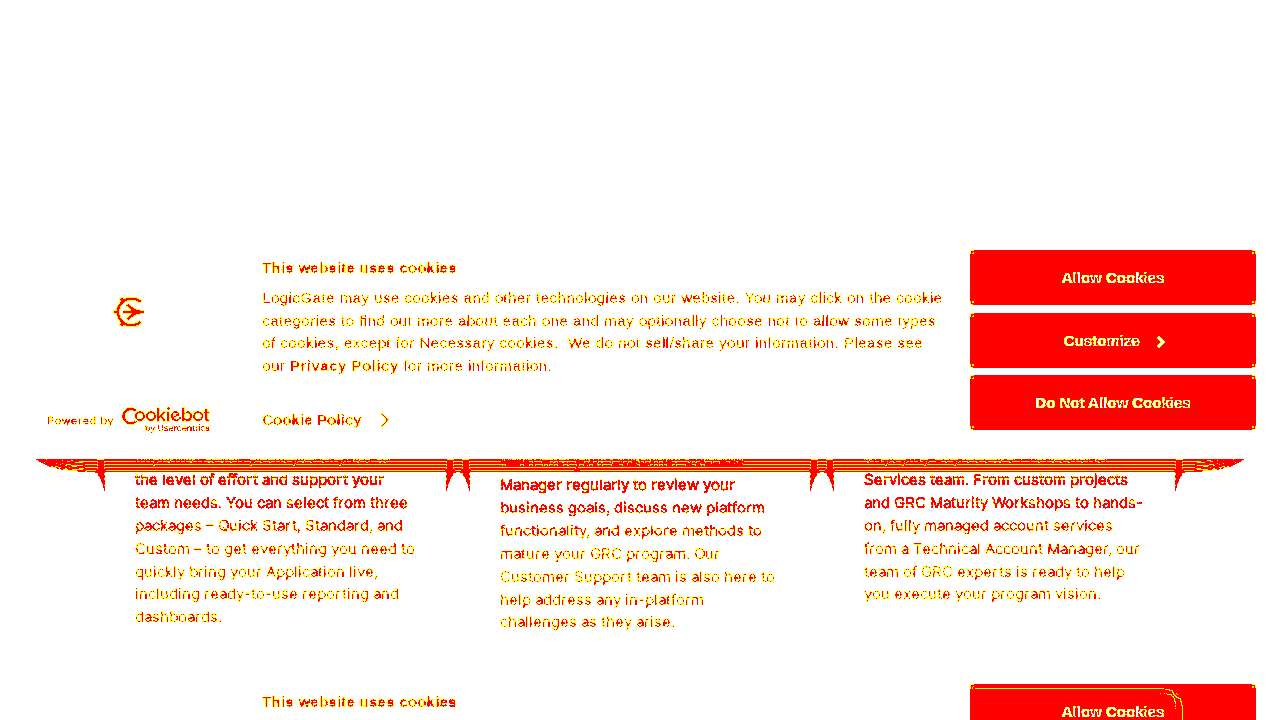 This website uses cookies
LogicGate may use cookies and other technologies on our website. You may click on the cookie
categories to find out more about each one and may optionally choose not to allow some types
of cookies, except for Necessary cookies.  We do not sell/share your information. Please see
our Privacy Policy for more information.
Allow Cookies
Customize
Do Not Allow Cookies
Powered by Cookiebot
by Usercentrics
Cookie Policy
the level of effort and support your
team needs. You can select from three
packages – Quick Start, Standard, and
Custom – to get everything you need to
quickly bring your Application live,
including ready-to-use reporting and
dashboards.
Manager regularly to review your
business goals, discuss new platform
functionality, and explore methods to
mature your GRC program. Our
Customer Support team is also here to
help address any in-platform
challenges as they arise.
Services team. From custom projects
and GRC Maturity Workshops to hands-
on, fully managed account services
from a Technical Account Manager, our
team of GRC experts is ready to help
you execute your program vision.
This website uses cookies
Allow Cookies